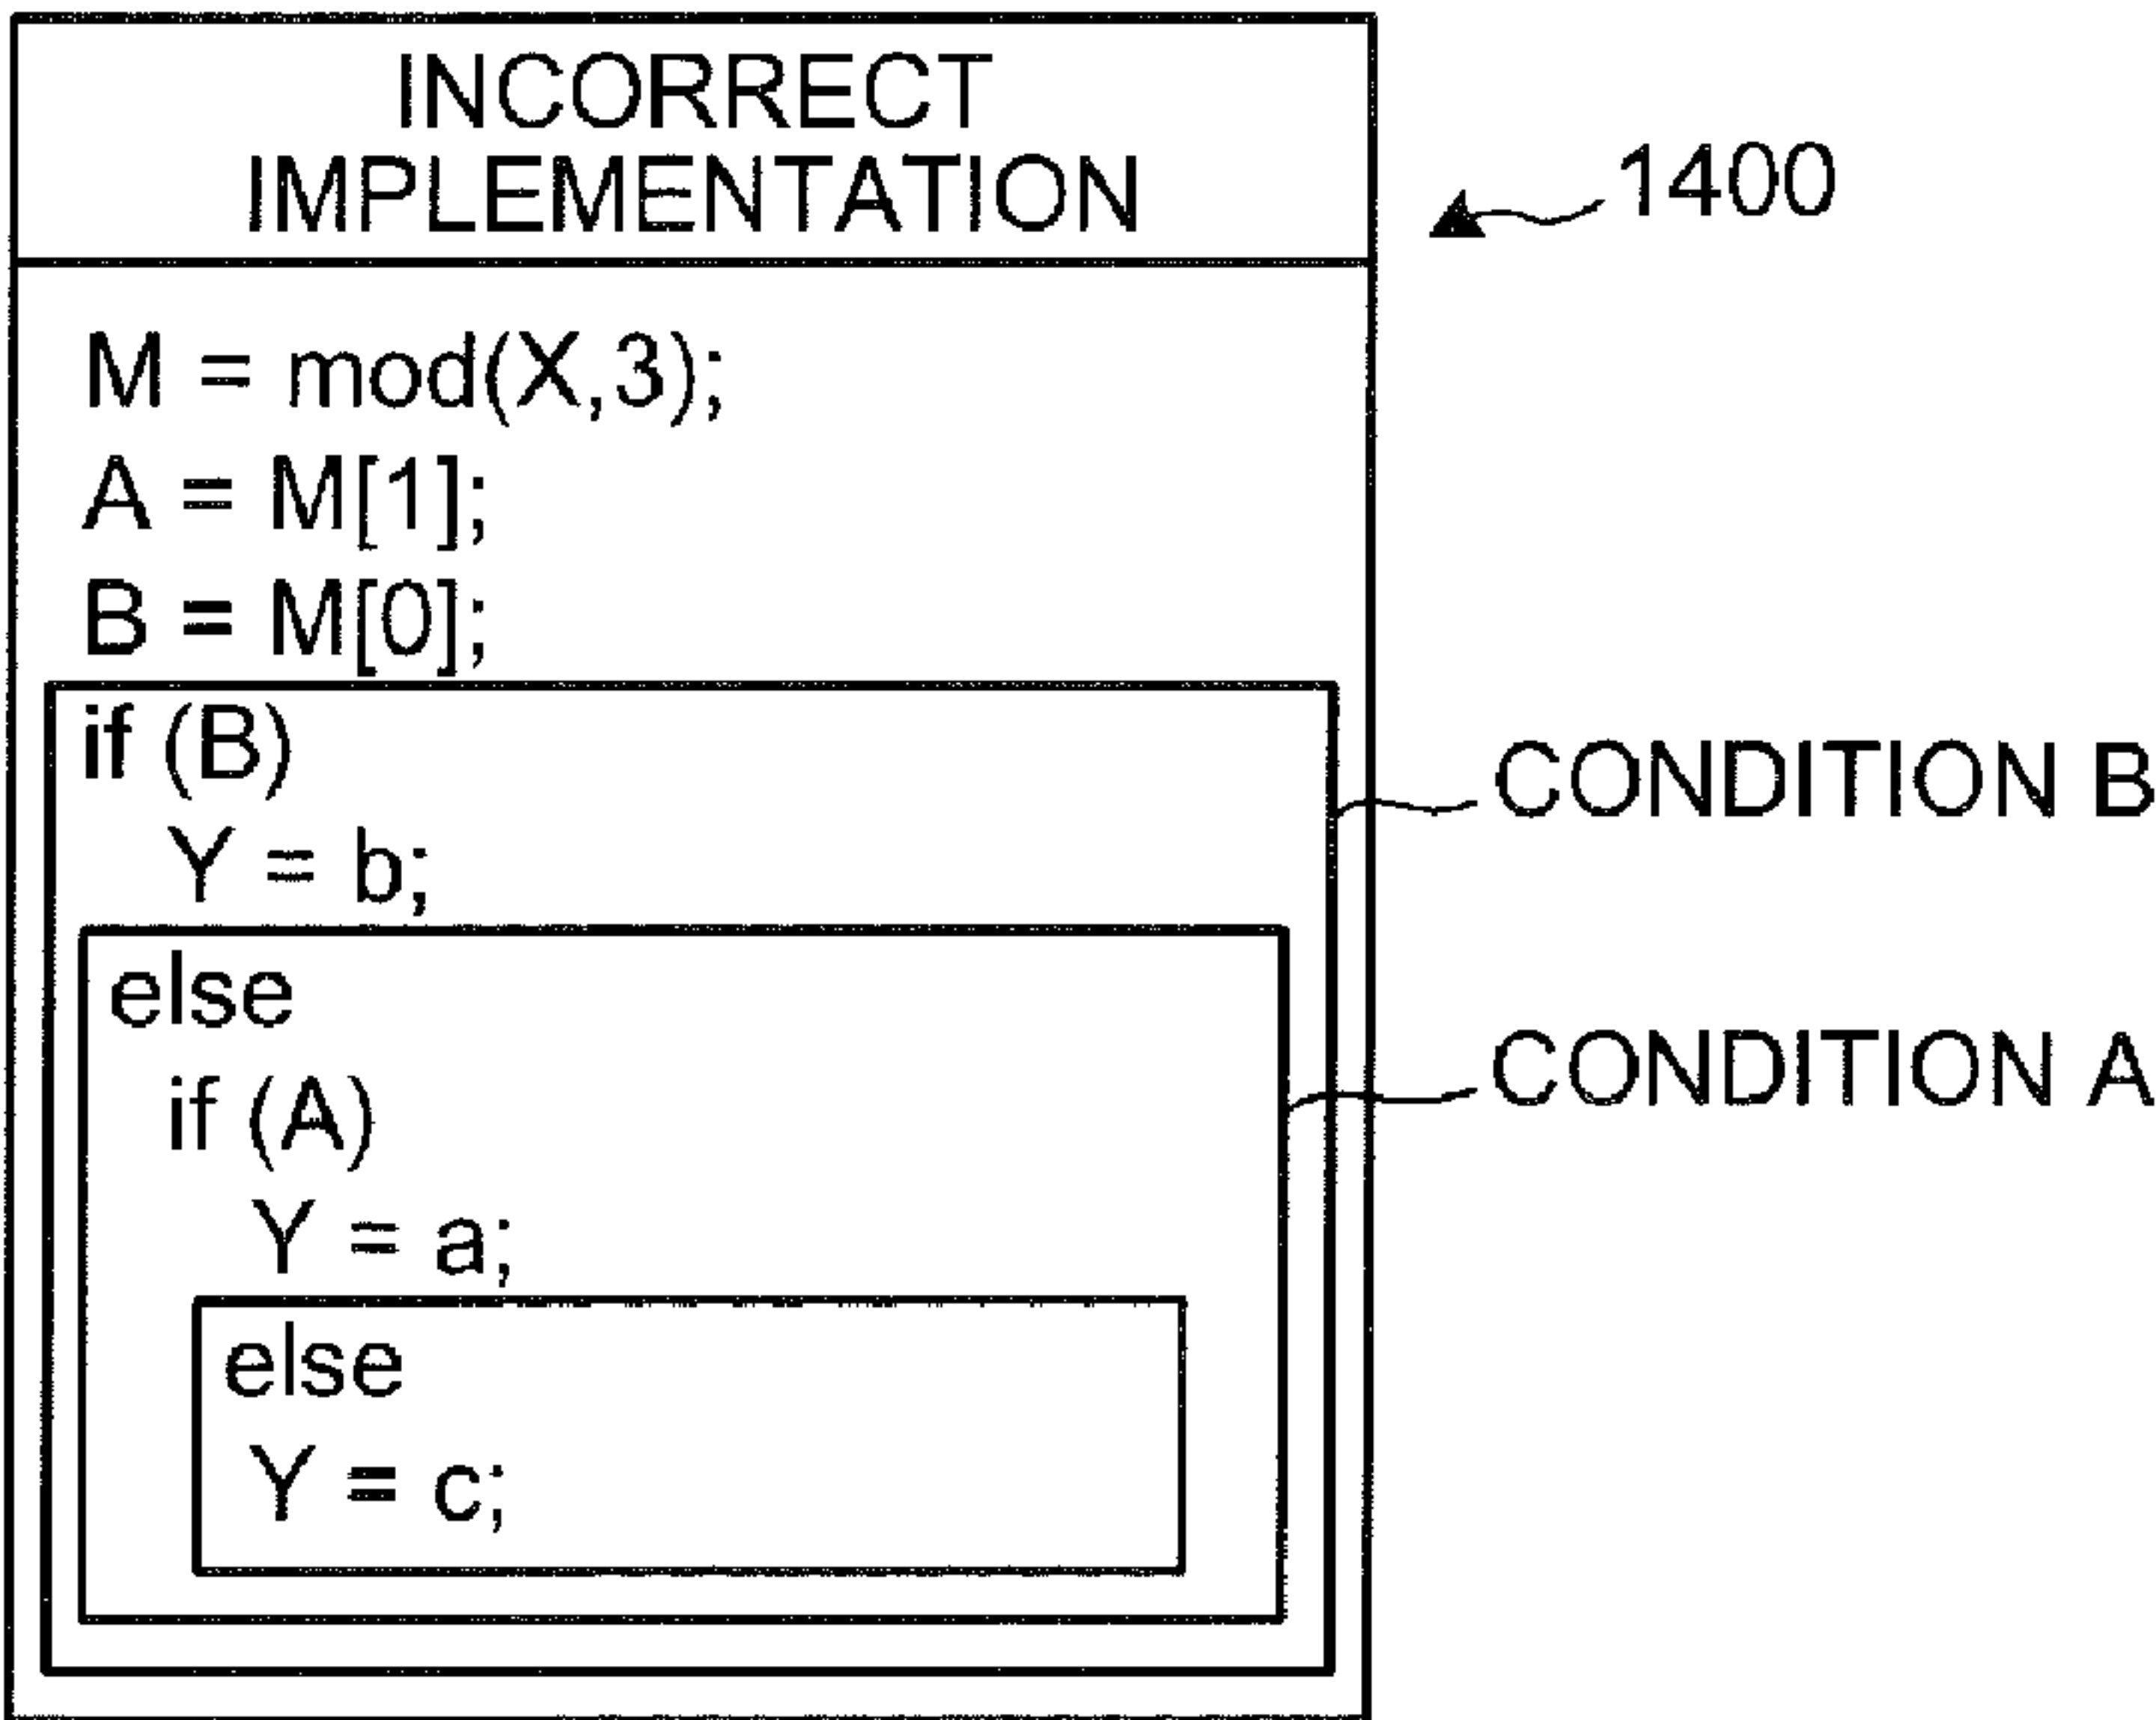 INCORRECT
IMPLEMENTATION
1400
M = mod(X,3);
A = M[1];
B = M[0];
if (B)
CONDITION B
Y = b;
else
if (A)
CONDITION A
Y = a;
else
Y = c;